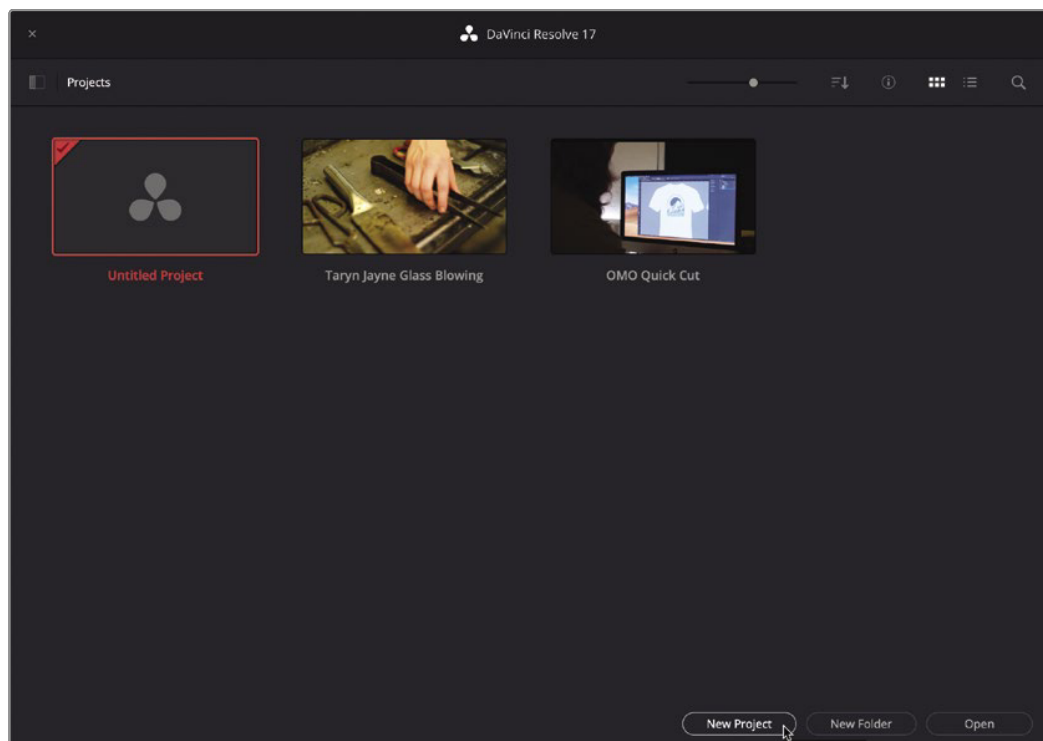 DaVinci Resolve 17
Projects
Untitled Project
Taryn Jayne Glass Blowing
OMO Quick Cut
New Project
New Folder
Open